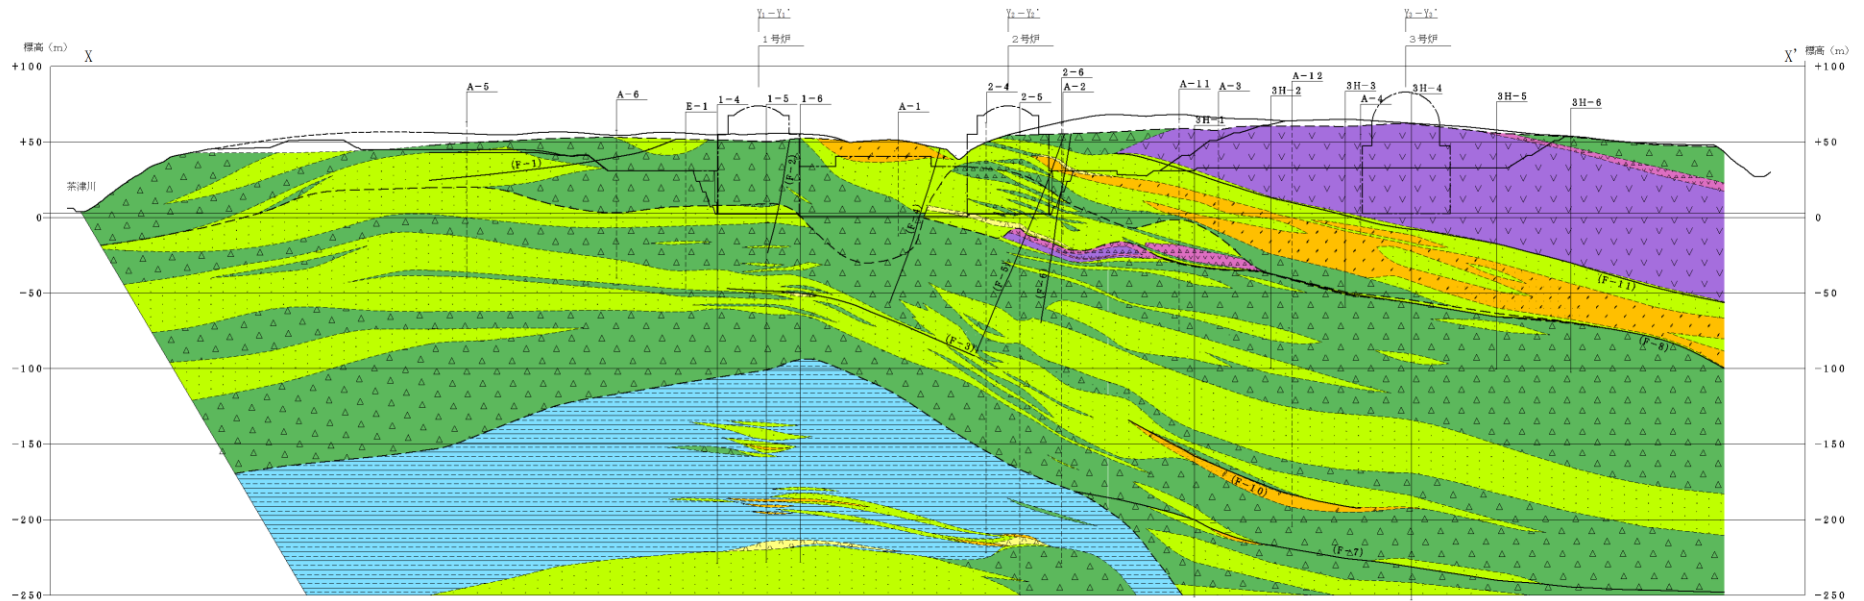 Y₁－Y₁'
Y₂－Y₂'
Y₃－Y₃'
1号炉
2号炉
3号炉
標高（m）
X
X'
標高（m）
+100
+100
A-5
A-6
E-1
1-4
1-5
1-6
A-1
2-4
2-5
2-6
A-2
A-11
A-3
3H-1
3H-2
A-12
3H-3
A-4
3H-4
3H-5
3H-6
+50
+50
(F-1)
(F-2)
茶津川
0
0
(F-5)
(F-6)
(F-11)
-50
-50
(F-3)
(F-8)
-100
-100
-150
-150
(F-10)
-200
-200
(F-7)
-250
-250